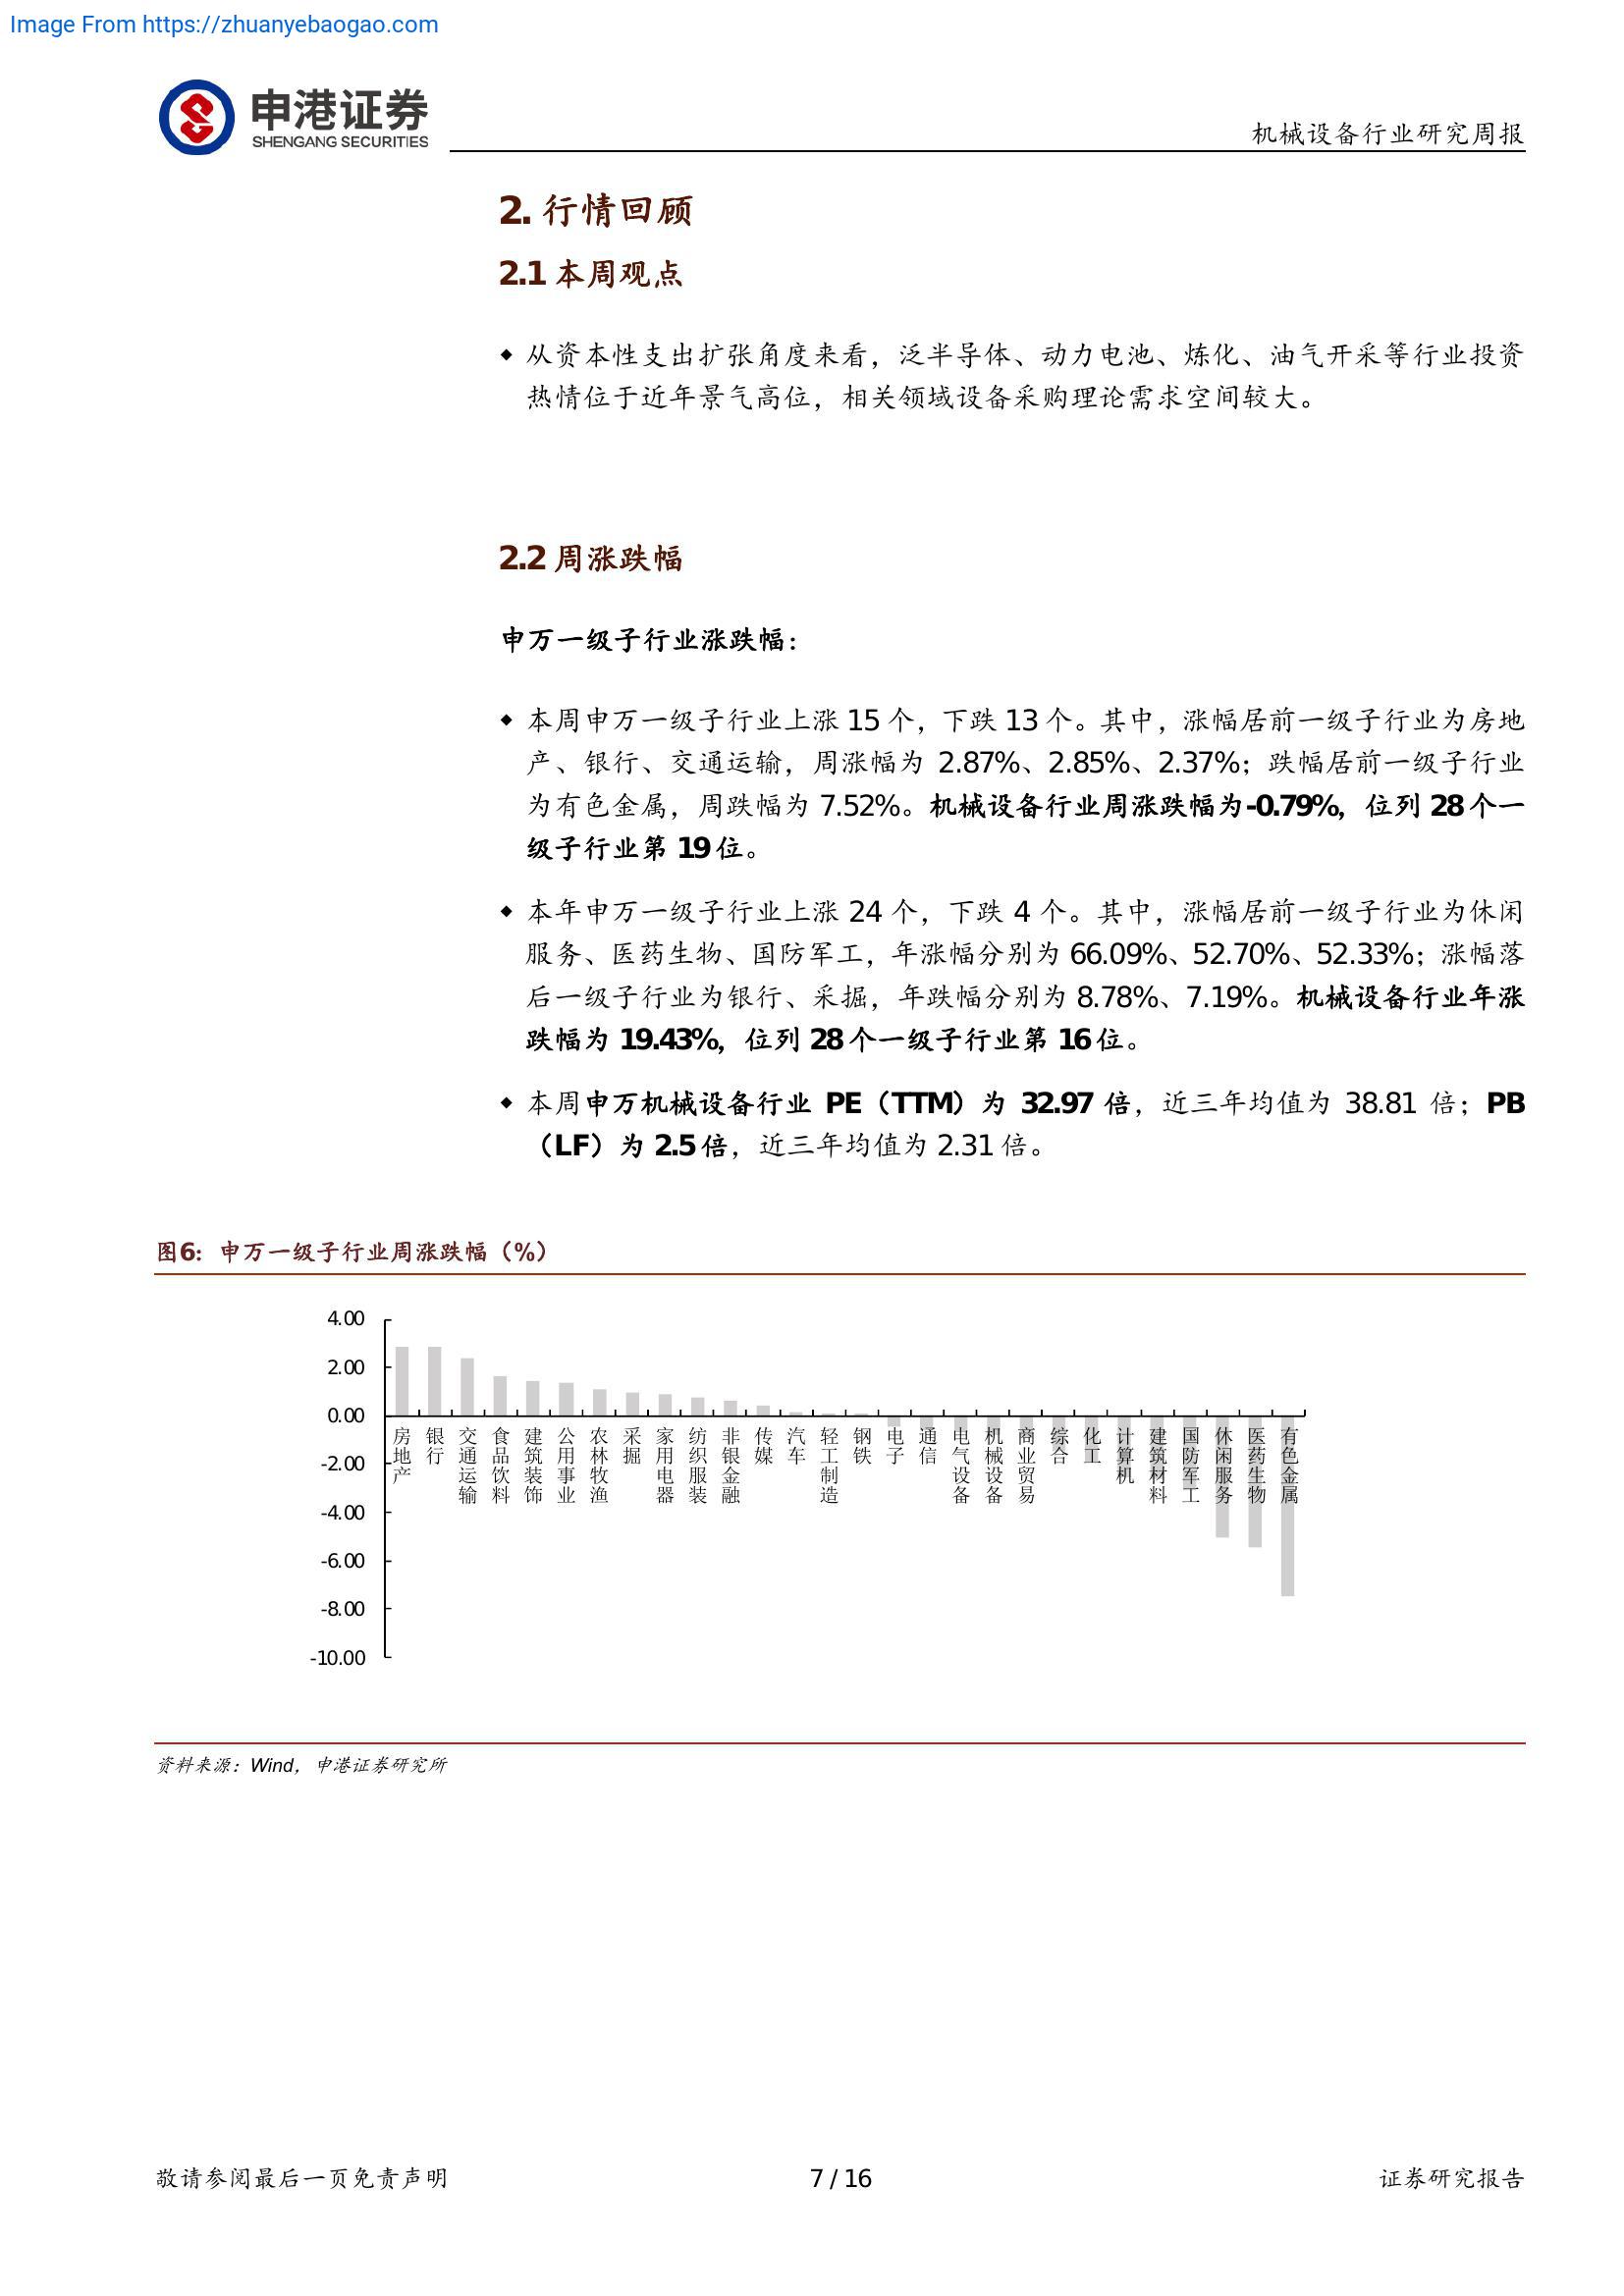 Image From https://zhuanyebaogao.com
申港证券
SHENGANG SECURITIES
机械设备行业研究周报
2. 行情回顾
2.1 本周观点
◆ 从资本性支出扩张角度来看，泛半导体、动力电池、炼化、油气开采等行业投资
热情位于近年景气高位，相关领域设备采购理论需求空间较大。
2.2 周涨跌幅
申万一级子行业涨跌幅：
◆ 本周申万一级子行业上涨 15 个，下跌 13 个。其中，涨幅居前一级子行业为房地
产、银行、交通运输，周涨幅为 2.87%、2.85%、2.37%；跌幅居前一级子行业
为有色金属，周跌幅为 7.52%。机械设备行业周涨跌幅为-0.79%，位列 28 个一
级子行业第 19 位。
◆ 本年申万一级子行业上涨 24 个，下跌 4 个。其中，涨幅居前一级子行业为休闲
服务、医药生物、国防军工，年涨幅分别为 66.09%、52.70%、52.33%；涨幅落
后一级子行业为银行、采掘，年跌幅分别为 8.78%、7.19%。机械设备行业年涨
跌幅为 19.43%，位列 28 个一级子行业第 16 位。
◆ 本周申万机械设备行业 PE（TTM）为 32.97 倍，近三年均值为 38.81 倍；PB
（LF）为 2.5 倍，近三年均值为 2.31 倍。
图6：申万一级子行业周涨跌幅（%）
4.00
2.00
0.00
-2.00
-4.00
-6.00
-8.00
-10.00
房地产
银行
交通运输
食品饮料
建筑装饰
公用事业
农林牧渔
采掘
家用电器
纺织服装
非银金融
传媒
汽车
轻工制造
钢铁
电子
通信
电气设备
机械设备
商业贸易
综合
化工
计算机
建筑材料
国防军工
休闲服务
医药生物
有色金属
资料来源：Wind，申港证券研究所
敬请参阅最后一页免责声明
7 / 16
证券研究报告